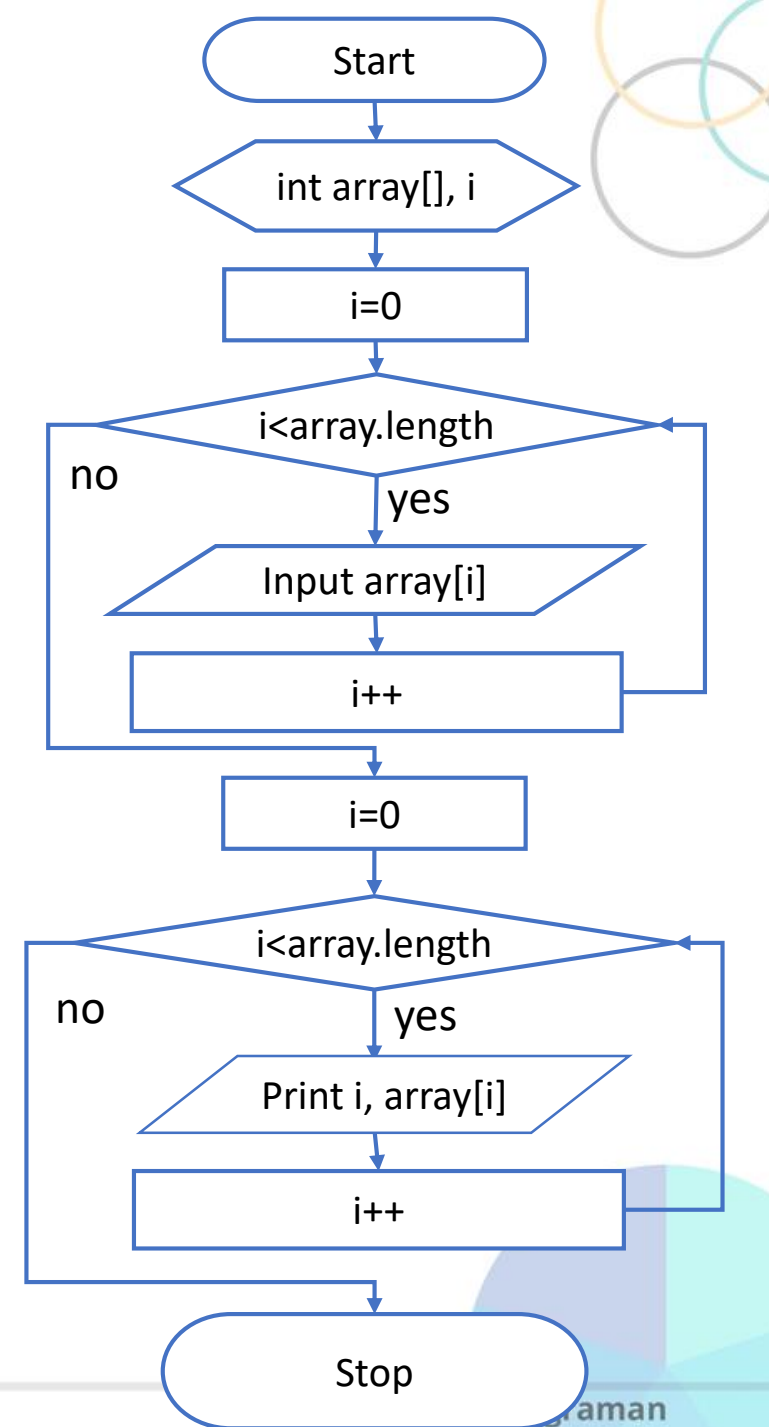 Start
int array[], i
i=0
i<array.length
no
yes
Input array[i]
i++
i=0
i<array.length
no
yes
Print i, array[i]
i++
Stop